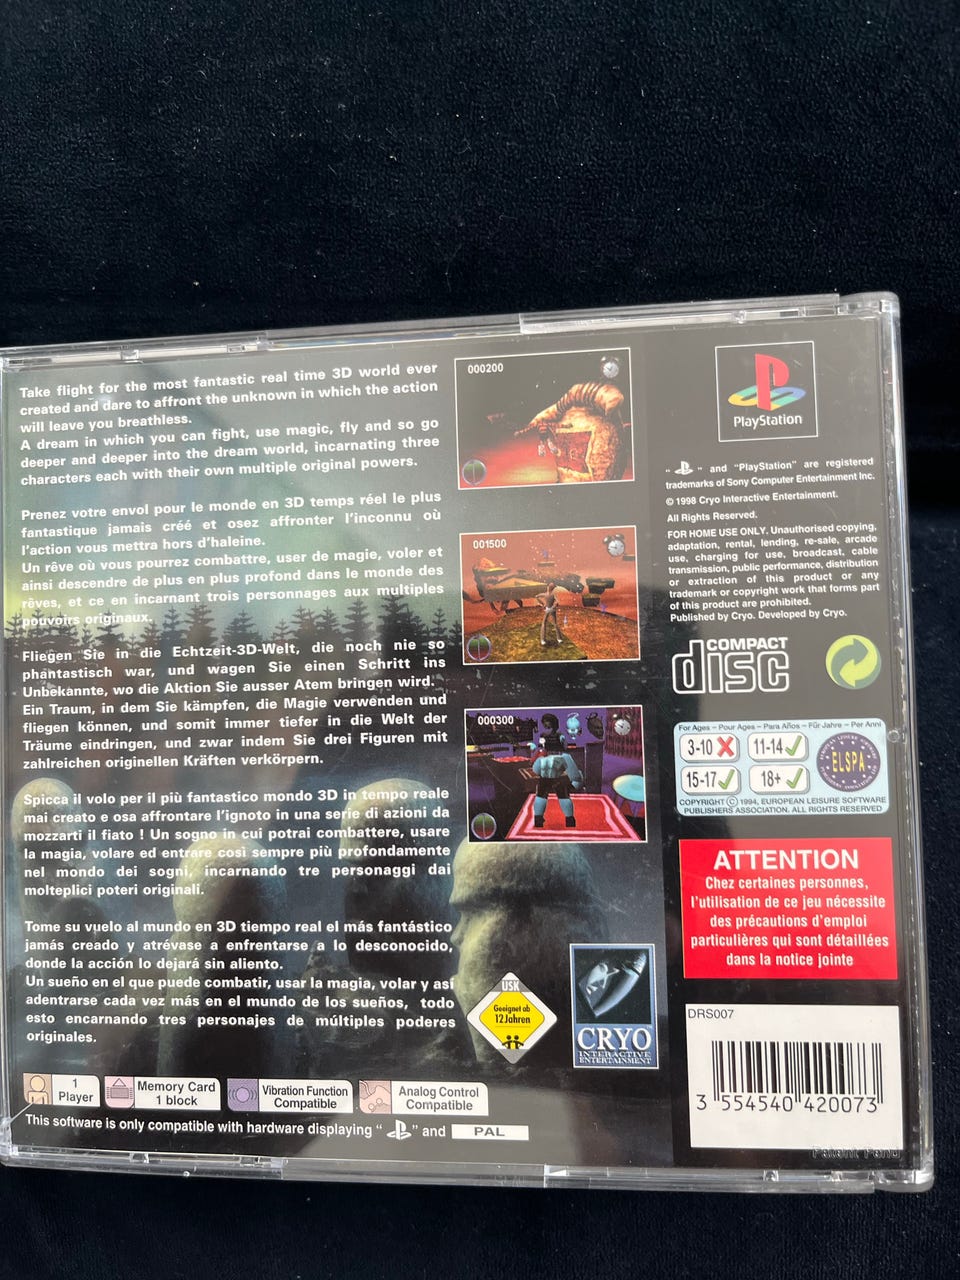 Take flight for the most fantastic real time 3D world ever
created and dare to affront the unknown in which the action
will leave you breathless.
A dream in which you can fight, use magic, fly and so go
deeper and deeper into the dream world, incarnating three
characters each with their own multiple original powers.
Prenez votre envol pour le monde en 3D temps réel le plus
fantastique jamais créé et osez affronter l'inconnu où
l'action vous mettra hors d'haleine.
Un rêve où vous pourrez combattre, user de magie, voler et
ainsi descendre de plus en plus profond dans le monde des
rêves, et ce en incarnant trois personnages aux multiples
pouvoirs originaux.
Fliegen Sie in die Echtzeit-3D-Welt, die noch nie so
phantastisch war, und wagen Sie einen Schritt ins
Unbekannte, wo die Aktion Sie ausser Atem bringen wird.
Ein Traum, in dem Sie kämpfen, die Magie verwenden und
fliegen können, und somit immer tiefer in die Welt der
Träume eindringen, und zwar indem Sie drei Figuren mit
zahlreichen originellen Kräften verkörpern.
Spicca il volo per il più fantastico mondo 3D in tempo reale
mai creato e osa affrontare l'ignoto in una serie di azioni da
mozzarti il fiato ! Un sogno in cui potrai combattere, usare
la magia, volare ed entrare così sempre più profondamente
nel mondo dei sogni, incarnando tre personaggi dai
molteplici poteri originali.
Tome su vuelo al mundo en 3D tiempo real el más fantástico
jamás creado y atrévase a enfrentarse a lo desconocido,
donde la acción lo dejará sin aliento.
Un sueño en el que puede combatir, usar la magia, volar y así
adentrarse cada vez más en el mundo de los sueños, todo
esto encarnando tres personajes de múltiples poderes
originales.
1
Player
Memory Card
1 block
Vibration Function
Compatible
Analog Control
Compatible
This software is only compatible with hardware displaying " " and PAL
000200
001500
000300
USK
Geeignet ab
12 Jahren
CRYO
INTERACTIVE
ENTERTAINMENT
PlayStation
" " and "PlayStation" are registered
trademarks of Sony Computer Entertainment Inc.
© 1998 Cryo Interactive Entertainment.
All Rights Reserved.
FOR HOME USE ONLY. Unauthorised copying,
adaptation, rental, lending, re-sale, arcade
use, charging for use, broadcast, cable
transmission, public performance, distribution
or extraction of this product or any
trademark or copyright work that forms part
of this product are prohibited.
Published by Cryo. Developed by Cryo.
COMPACT
disc
For Ages – Pour Ages – Para Años – Für Jahre – Per Anni
3-10 11-14
15-17 18+
ELSPA
COPYRIGHT © 1994, EUROPEAN LEISURE SOFTWARE
PUBLISHERS ASSOCIATION. ALL RIGHTS RESERVED
ATTENTION
Chez certaines personnes,
l'utilisation de ce jeu nécessite
des précautions d'emploi
particulières qui sont détaillées
dans la notice jointe
DRS007
3 554540 420073
Patent Pend